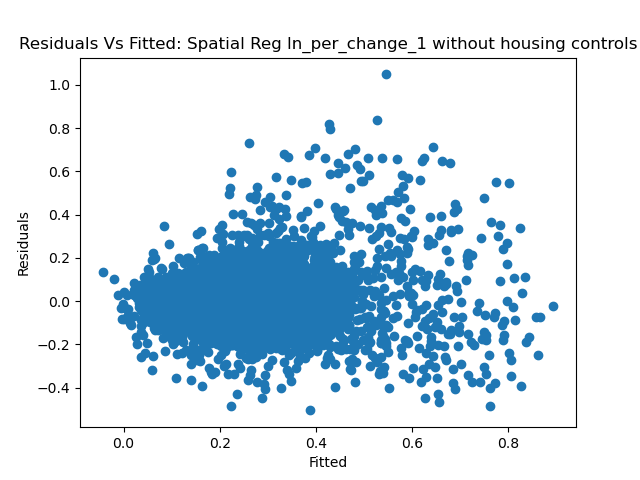 Residuals Vs Fitted: Spatial Reg ln_per_change_1 without housing controls
1.0
0.8
0.6
0.4
0.2
0.0
−0.2
−0.4
Residuals
0.0 0.2 0.4 0.6 0.8
Fitted